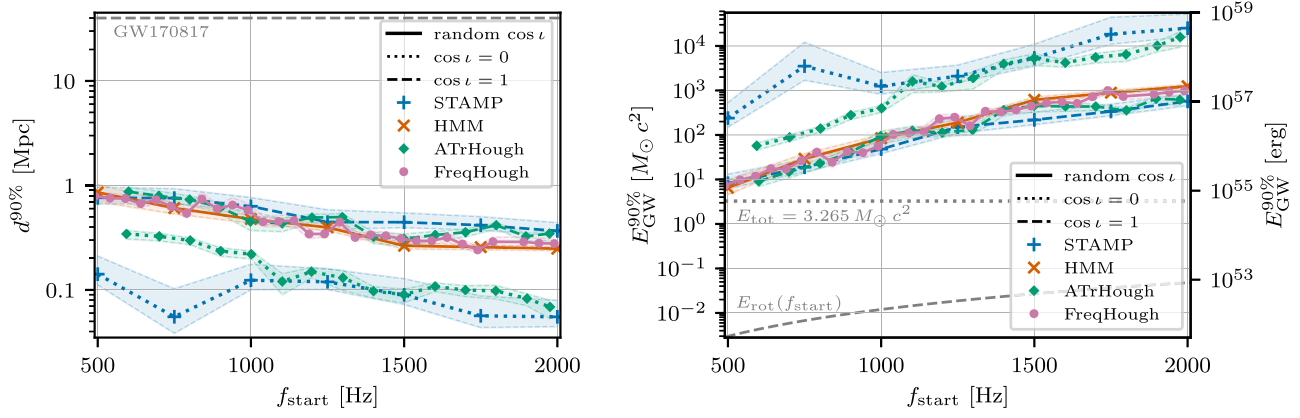 GW170817
random cos ι
cos ι = 0
cos ι = 1
STAMP
HMM
ATrHough
FreqHough
10
1
0.1
d^90% [Mpc]
500
1000
1500
2000
f_start [Hz]
10^4
10^3
10^2
10^1
10^0
10^−1
10^−2
E_GW^90% [M_⊙ c^2]
E_tot = 3.265 M_⊙ c^2
E_rot(f_start)
random cos ι
cos ι = 0
cos ι = 1
STAMP
HMM
ATrHough
FreqHough
10^59
10^57
10^55
10^53
E_GW^90% [erg]
500
1000
1500
2000
f_start [Hz]